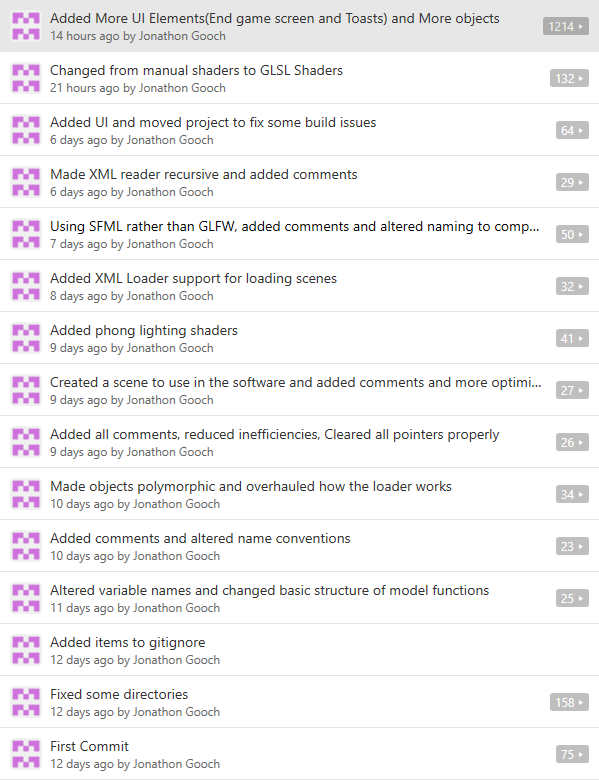 Added More UI Elements(End game screen and Toasts) and More objects
14 hours ago by Jonathon Gooch
1214
Changed from manual shaders to GLSL Shaders
21 hours ago by Jonathon Gooch
132
Added UI and moved project to fix some build issues
6 days ago by Jonathon Gooch
64
Made XML reader recursive and added comments
6 days ago by Jonathon Gooch
29
Using SFML rather than GLFW, added comments and altered naming to comp...
7 days ago by Jonathon Gooch
50
Added XML Loader support for loading scenes
8 days ago by Jonathon Gooch
32
Added phong lighting shaders
9 days ago by Jonathon Gooch
41
Created a scene to use in the software and added comments and more optimi...
9 days ago by Jonathon Gooch
27
Added all comments, reduced inefficiencies, Cleared all pointers properly
9 days ago by Jonathon Gooch
26
Made objects polymorphic and overhauled how the loader works
10 days ago by Jonathon Gooch
34
Added comments and altered name conventions
10 days ago by Jonathon Gooch
23
Altered variable names and changed basic structure of model functions
11 days ago by Jonathon Gooch
25
Added items to gitignore
12 days ago by Jonathon Gooch
Fixed some directories
12 days ago by Jonathon Gooch
158
First Commit
12 days ago by Jonathon Gooch
75